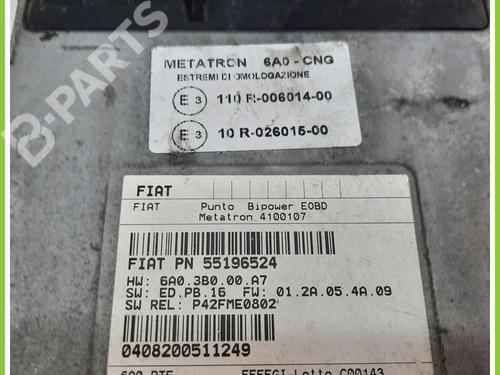 B-PARTS
METATRON 6A0-CNG
ESTREMI DI OMOLOGAZIONE
E 3 110 R-006014-00
E 3 10 R-026015-00
FIAT
FIAT Punto Bipower EOBD
Metatron 4100107
FIAT PN 55196524
HW: 6A0.3B0.00.A7
SW: ED.PB.16 FW: 01.2A.05.4A.09
SW REL: P42FME0802
0408200511249